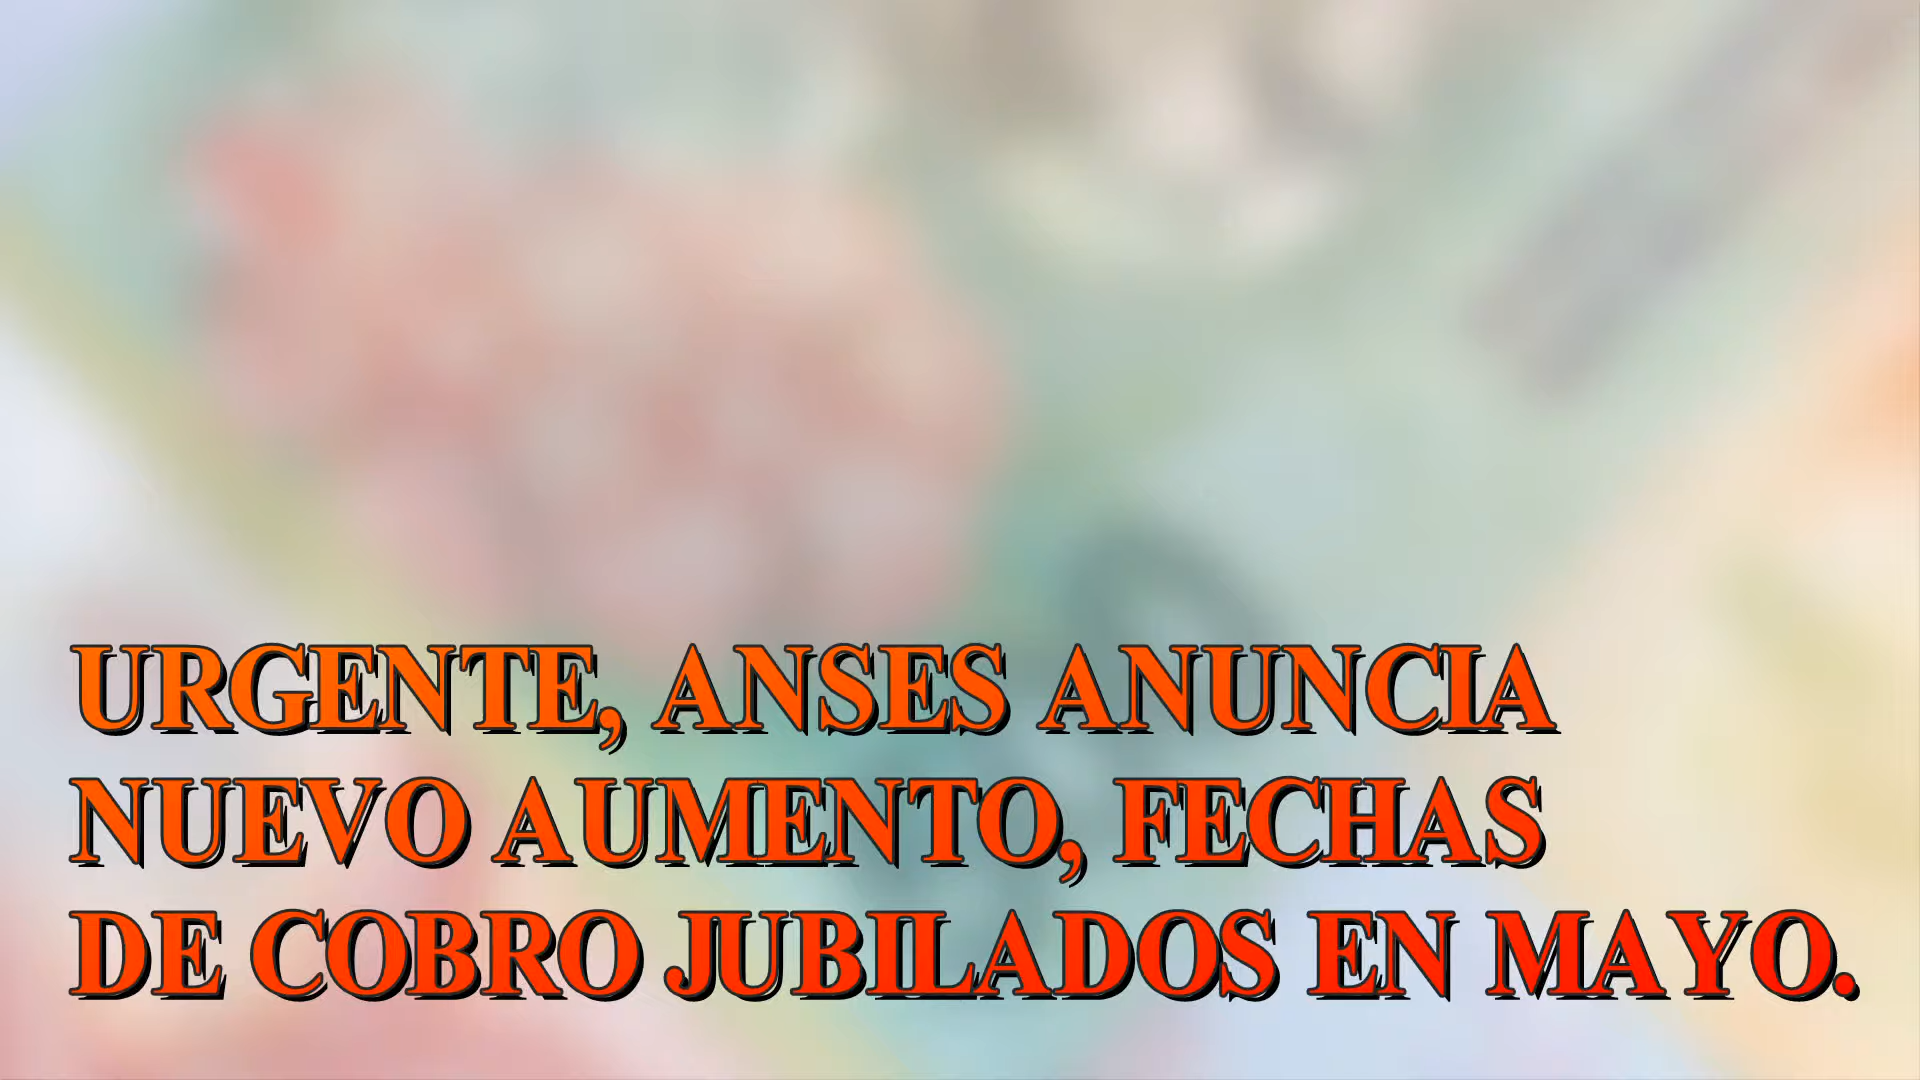 URGENTE, ANSES ANUNCIA
NUEVO AUMENTO, FECHAS
DE COBRO JUBILADOS EN MAYO.